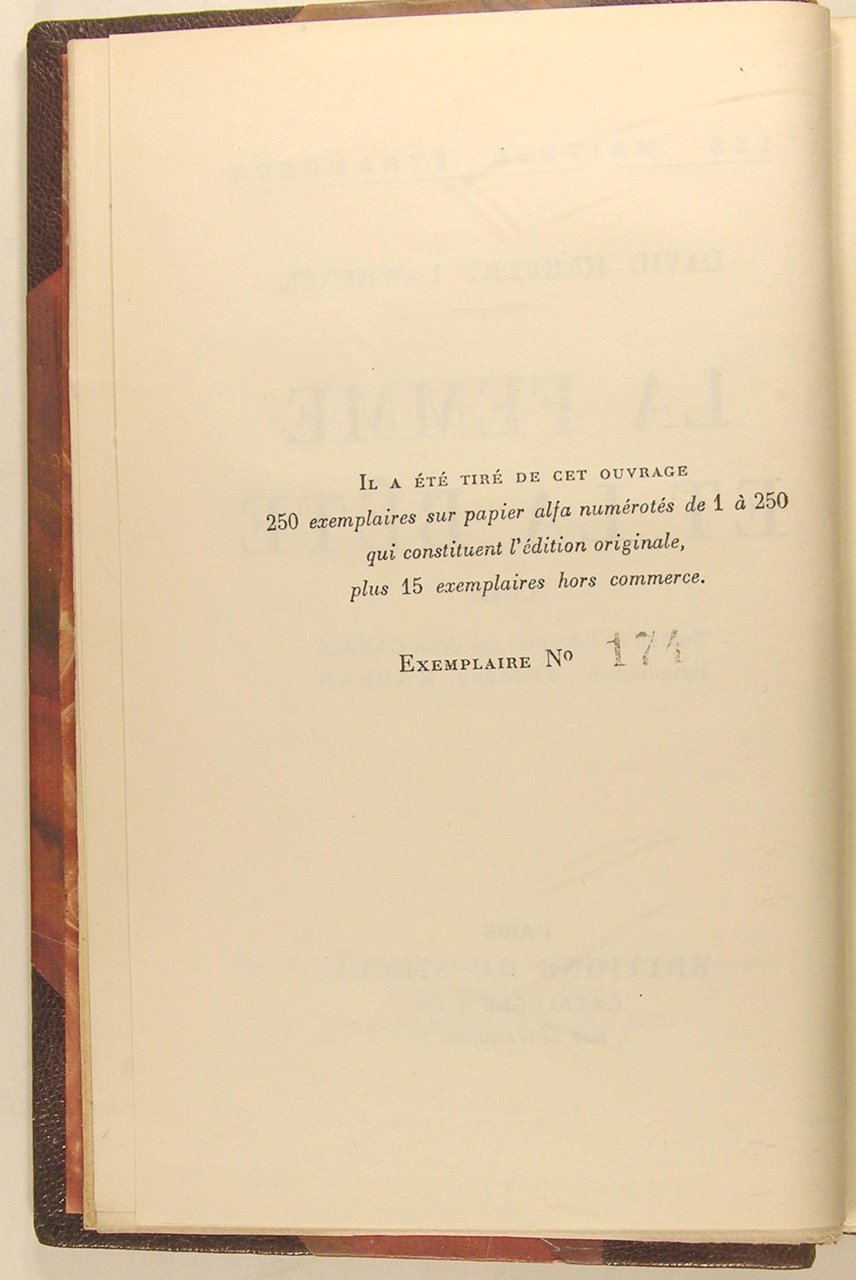 Il a été tiré de cet ouvrage
250 exemplaires sur papier alfa numérotés de 1 à 250
qui constituent l'édition originale,
plus 15 exemplaires hors commerce.
Exemplaire Nº 174